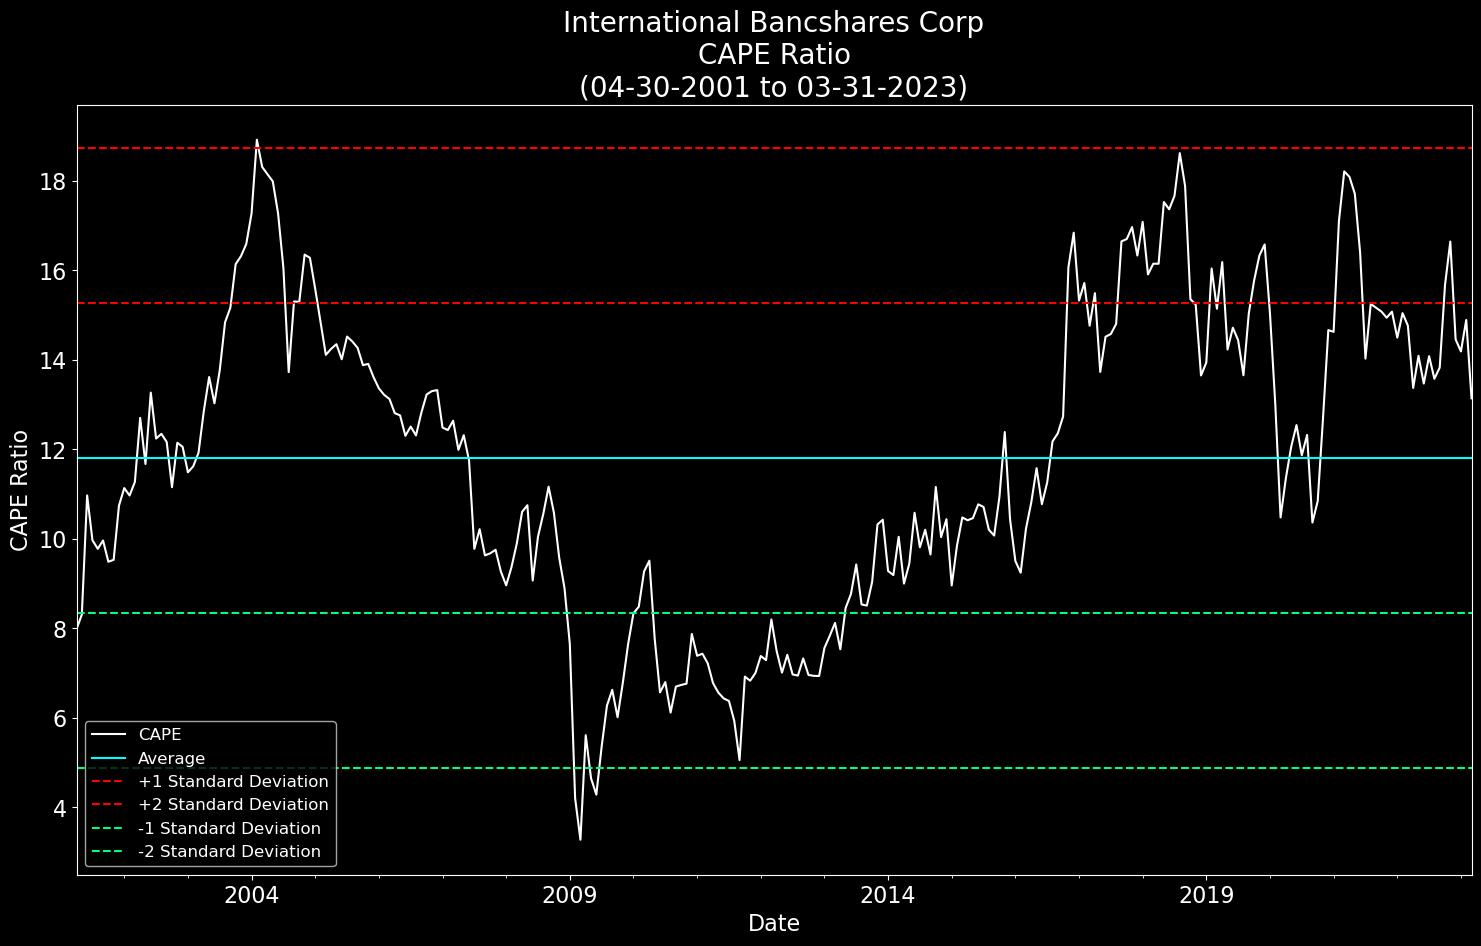 International Bancshares Corp
CAPE Ratio
(04-30-2001 to 03-31-2023)
18
16
14
12
10
8
6
4
CAPE Ratio
CAPE
Average
+1 Standard Deviation
+2 Standard Deviation
-1 Standard Deviation
-2 Standard Deviation
2004
2009
2014
2019
Date